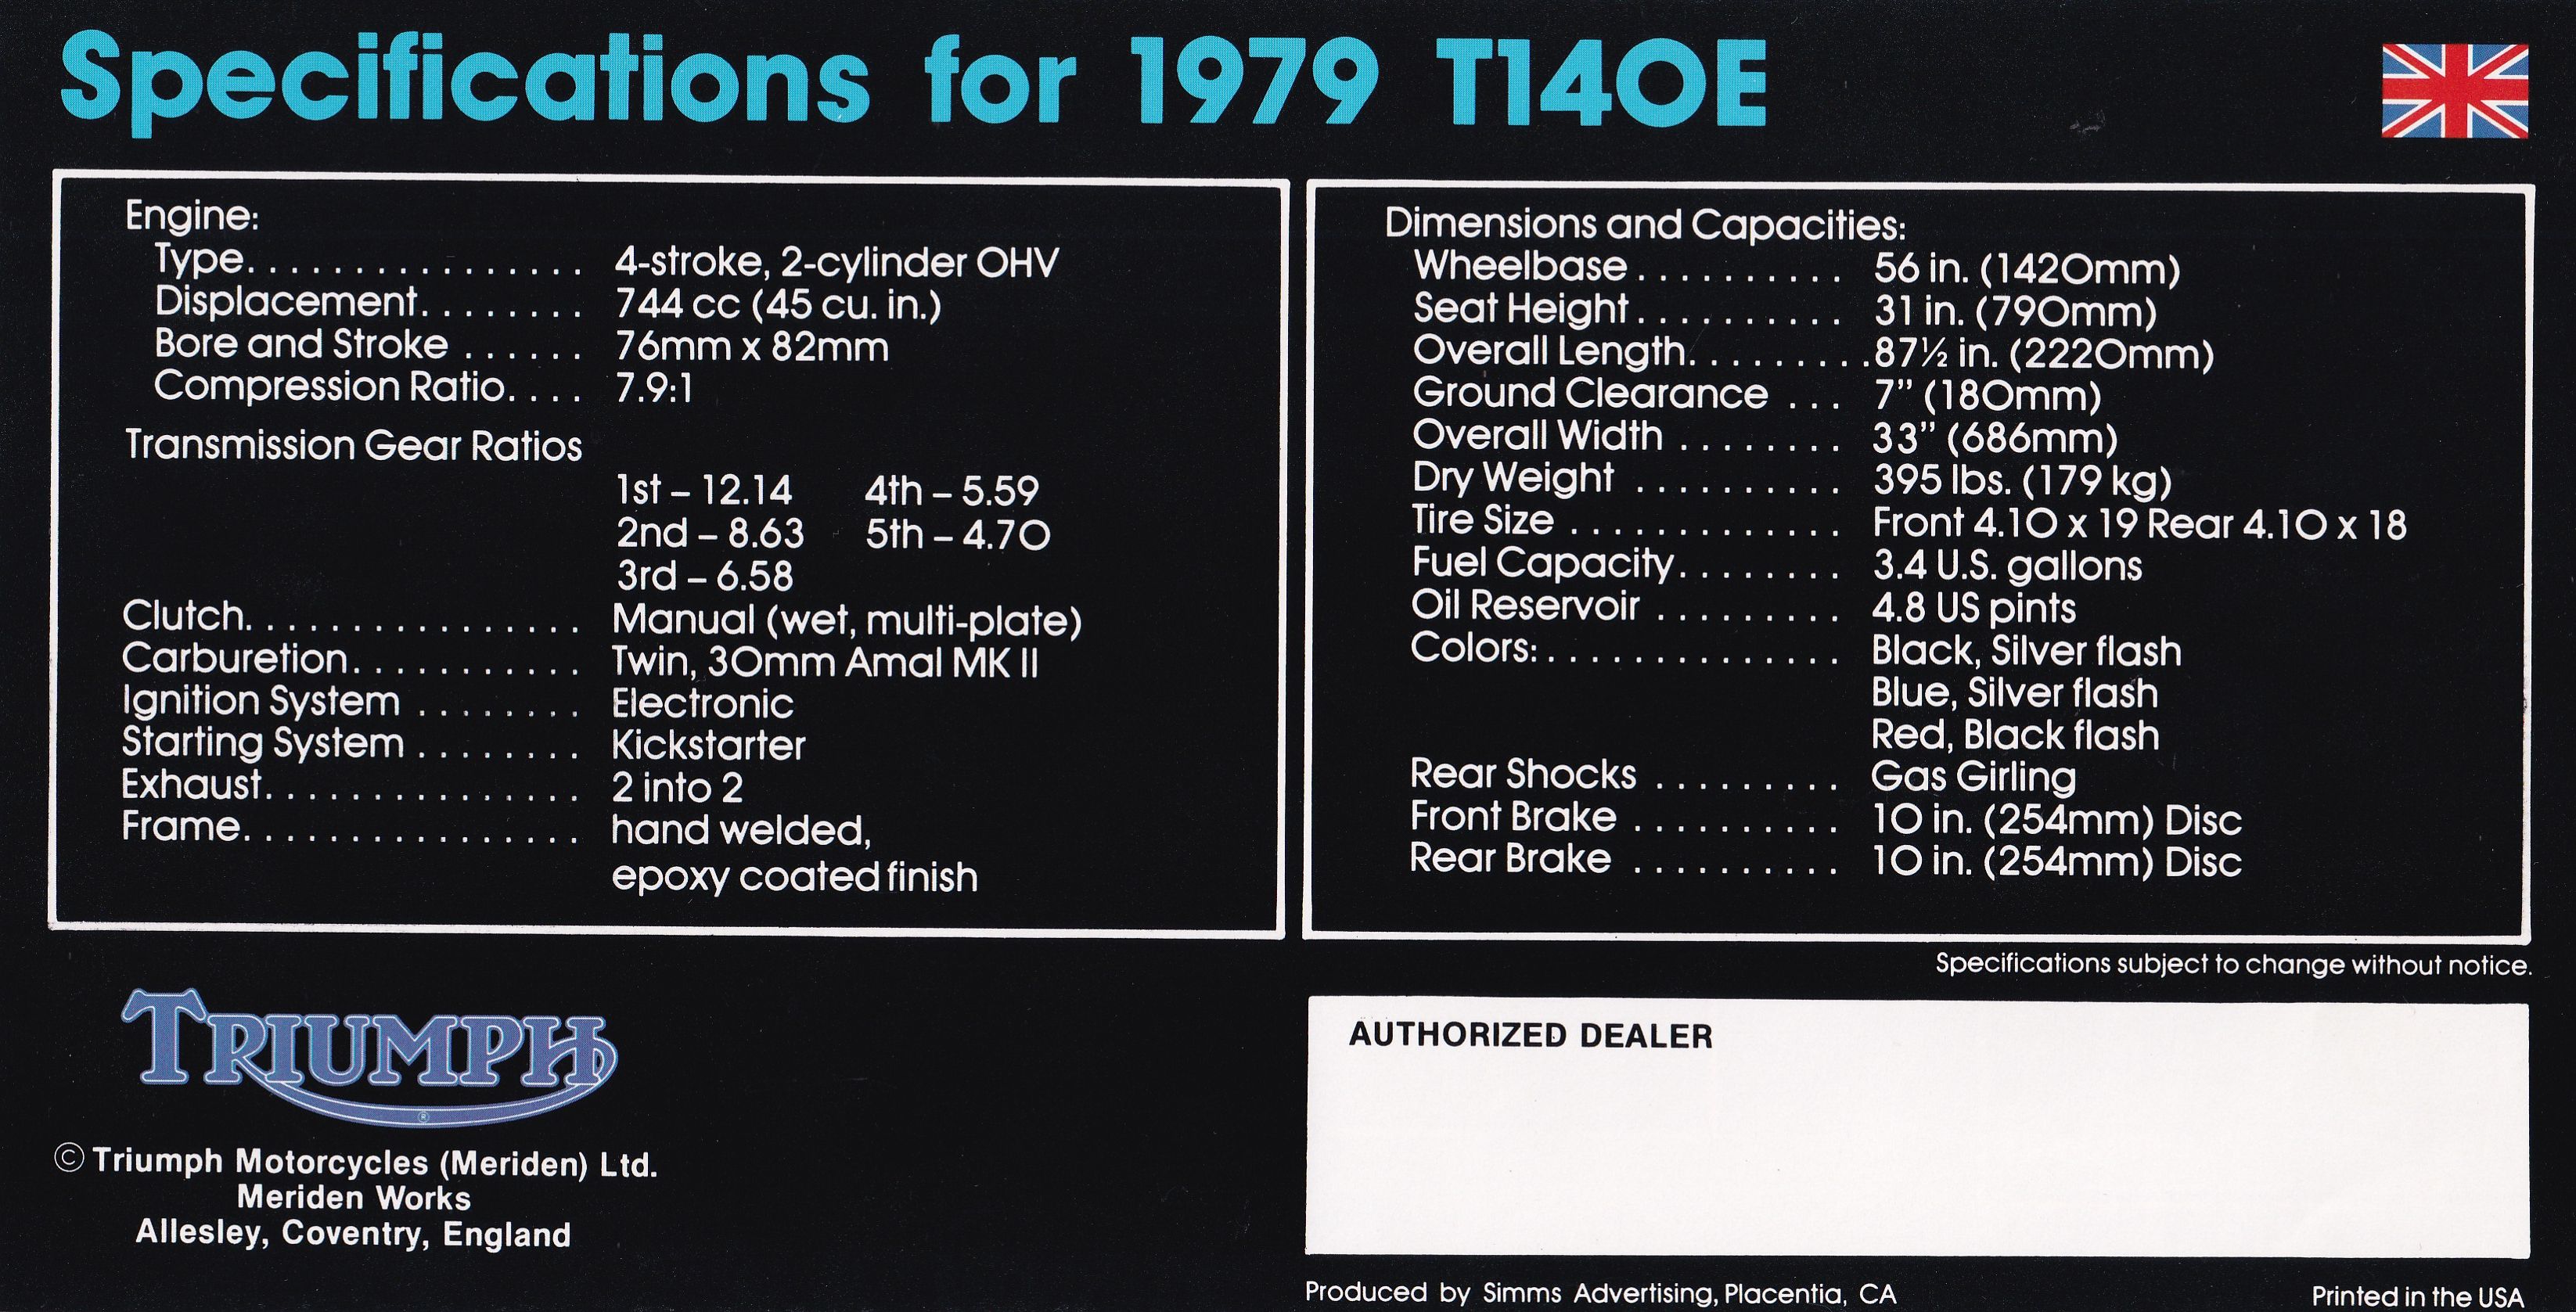 Specifications for 1979 T140E
Engine:
Type................ 4-stroke, 2-cylinder OHV
Displacement........ 744 cc (45 cu. in.)
Bore and Stroke ...... 76mm x 82mm
Compression Ratio.... 7.9:1
Transmission Gear Ratios
1st – 12.14 4th – 5.59
2nd – 8.63 5th – 4.70
3rd – 6.58
Clutch................ Manual (wet, multi-plate)
Carburetion........... Twin, 30mm Amal MK II
Ignition System ........ Electronic
Starting System ........ Kickstarter
Exhaust............... 2 into 2
Frame................ hand welded,
epoxy coated finish
Dimensions and Capacities:
Wheelbase .......... 56 in. (1420mm)
Seat Height.......... 31 in. (790mm)
Overall Length.........87½ in. (2220mm)
Ground Clearance ... 7” (180mm)
Overall Width ........ 33” (686mm)
Dry Weight .......... 395 lbs. (179 kg)
Tire Size ............. Front 4.10 x 19 Rear 4.10 x 18
Fuel Capacity........ 3.4 U.S. gallons
Oil Reservoir ......... 4.8 US pints
Colors:.............. Black, Silver flash
Blue, Silver flash
Red, Black flash
Rear Shocks ......... Gas Girling
Front Brake .......... 10 in. (254mm) Disc
Rear Brake .......... 10 in. (254mm) Disc
Specifications subject to change without notice.
TRIUMPH
®
© Triumph Motorcycles (Meriden) Ltd.
Meriden Works
Allesley, Coventry, England
AUTHORIZED DEALER
Produced by Simms Advertising, Placentia, CA
Printed in the USA